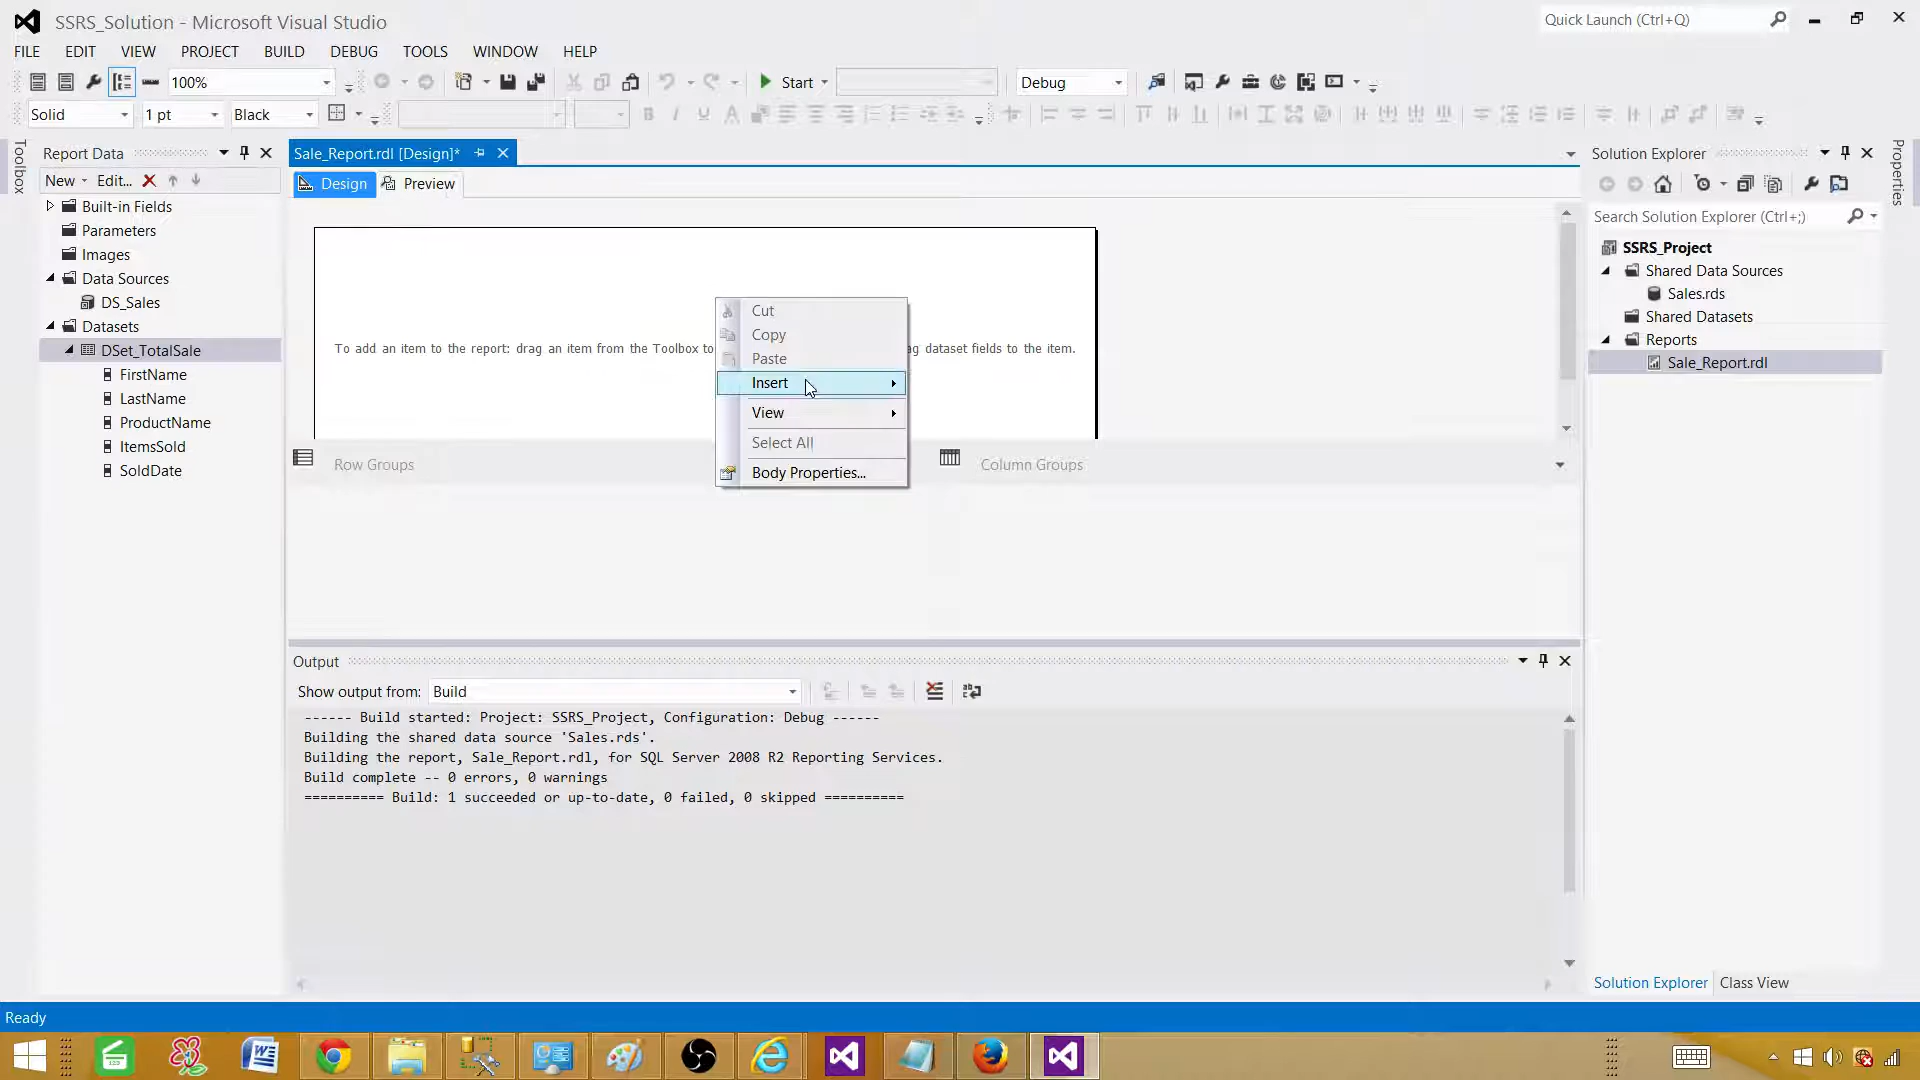 SSRS_Solution - Microsoft Visual Studio
Quick Launch (Ctrl+Q)
FILE EDIT VIEW PROJECT BUILD DEBUG TOOLS WINDOW HELP
100% Start Debug
Solid 1 pt Black
Toolbox
Report Data
New Edit...
Built-in Fields
Parameters
Images
Data Sources
DS_Sales
Datasets
DSet_TotalSale
FirstName
LastName
ProductName
ItemsSold
SoldDate
Sale_Report.rdl [Design]*
Design Preview
To add an item to the report: drag an item from the Toolbox to
ag dataset fields to the item.
Cut
Copy
Paste
Insert
View
Select All
Body Properties...
Row Groups
Column Groups
Output
Show output from: Build
------ Build started: Project: SSRS_Project, Configuration: Debug ------
Building the shared data source 'Sales.rds'.
Building the report, Sale_Report.rdl, for SQL Server 2008 R2 Reporting Services.
Build complete -- 0 errors, 0 warnings
========== Build: 1 succeeded or up-to-date, 0 failed, 0 skipped ==========
Solution Explorer
Search Solution Explorer (Ctrl+;)
SSRS_Project
Shared Data Sources
Sales.rds
Shared Datasets
Reports
Sale_Report.rdl
Solution Explorer Class View
Properties
Ready